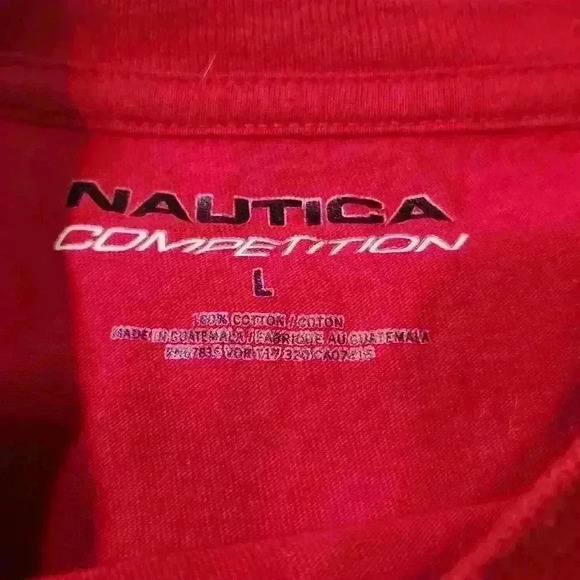 NAUTICA
COMPETITION
L
100% COTTON / COTON
MADE IN GUATEMALA / FABRIQUE AU GUATEMALA